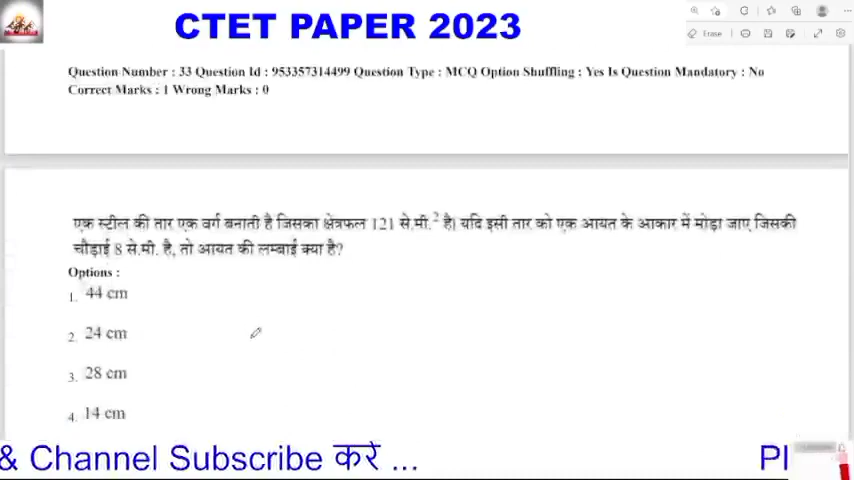 CTET PAPER 2023
Erase
Question Number : 33 Question Id : 953357314499 Question Type : MCQ Option Shuffling : Yes Is Question Mandatory : No
Correct Marks : 1 Wrong Marks : 0
एक स्टील की तार एक वर्ग बनाती है जिसका क्षेत्रफल 121 से.मी.² है। यदि इसी तार को एक आयत के आकार में मोड़ा जाए जिसकी
चौड़ाई 8 से.मी. है, तो आयत की लम्बाई क्या है?
Options :
1. 44 cm
2. 24 cm
3. 28 cm
4. 14 cm
& Channel Subscribe करें ... Pl